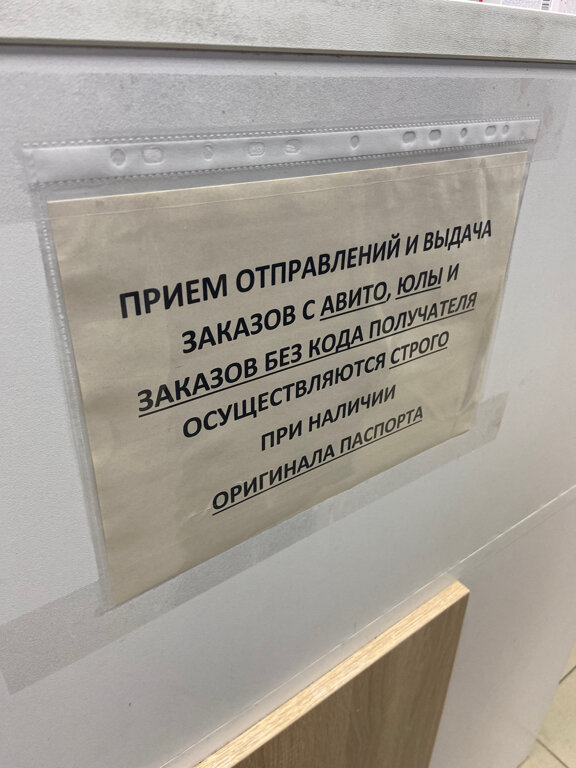 ПРИЕМ ОТПРАВЛЕНИЙ И ВЫДАЧА
ЗАКАЗОВ С АВИТО, ЮЛЫ И
ЗАКАЗОВ БЕЗ КОДА ПОЛУЧАТЕЛЯ
ОСУЩЕСТВЛЯЮТСЯ СТРОГО
ПРИ НАЛИЧИИ
ОРИГИНАЛА ПАСПОРТА